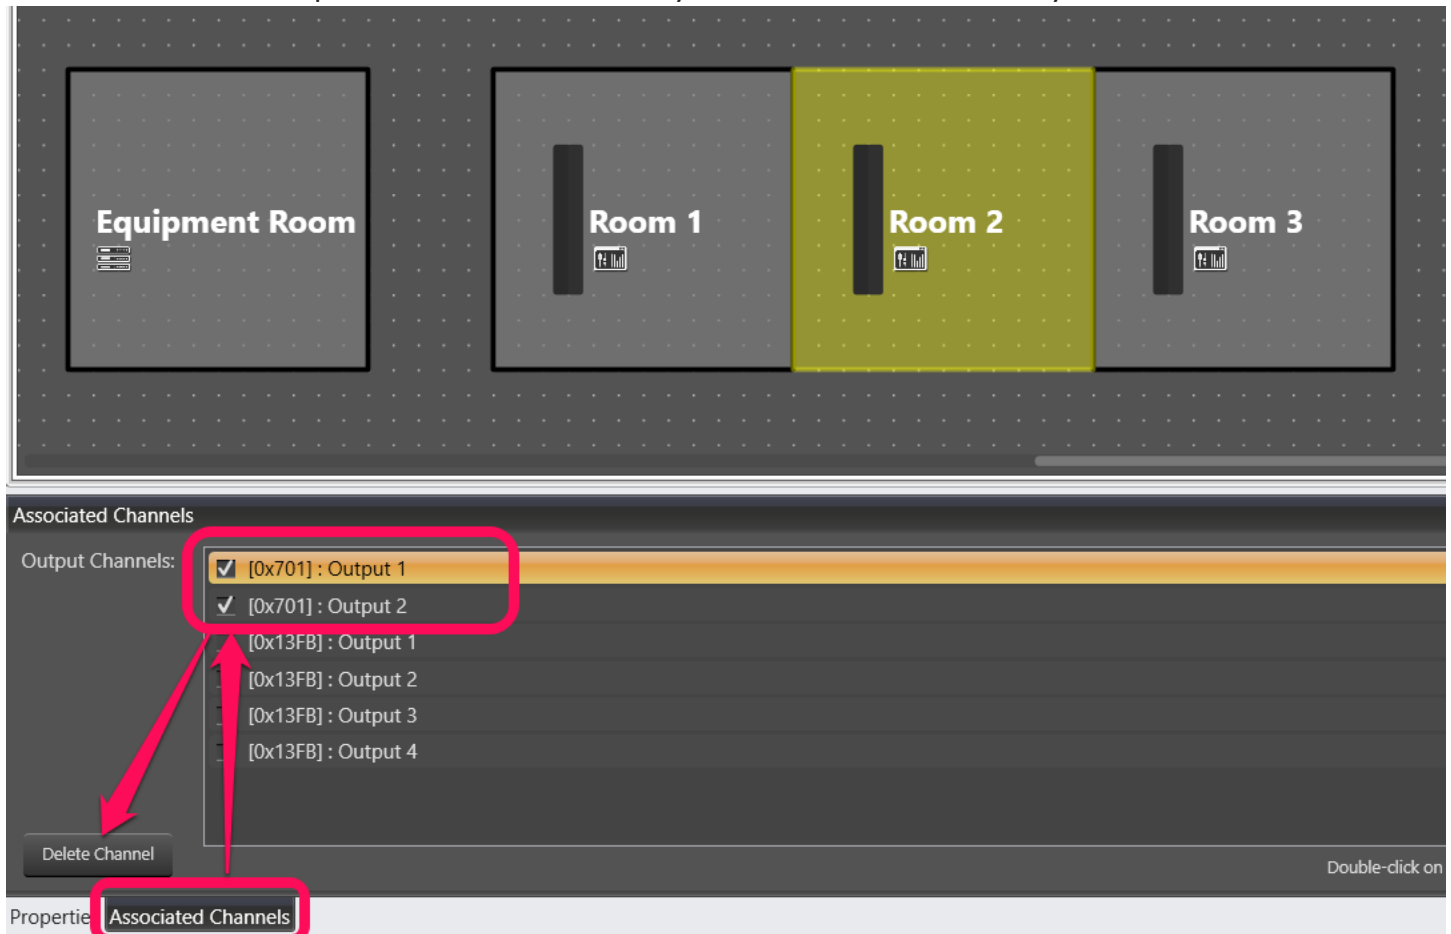 Equipment Room
Room 1
Room 2
Room 3
Associated Channels
Output Channels:
[0x701] : Output 1
[0x701] : Output 2
[0x13FB] : Output 1
[0x13FB] : Output 2
[0x13FB] : Output 3
[0x13FB] : Output 4
Delete Channel
Double-click on
Propertie
Associated Channels